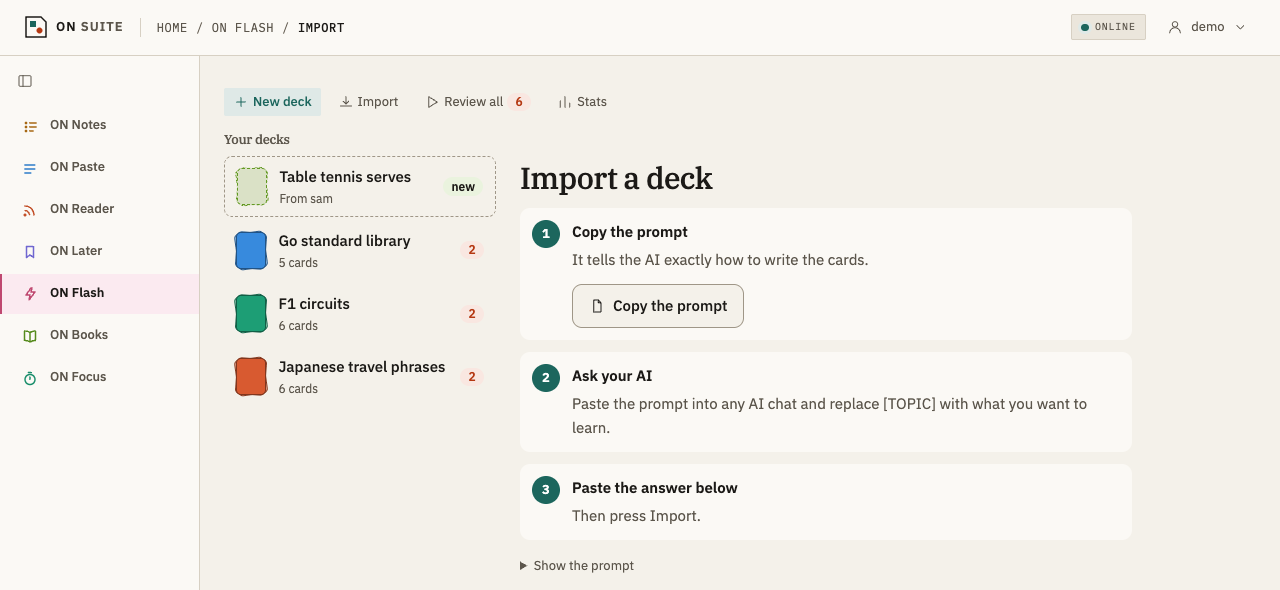 ON SUITE
HOME / ON FLASH / IMPORT
ONLINE
demo
ON Notes
ON Paste
ON Reader
ON Later
ON Flash
ON Books
ON Focus
New deck
Import
Review all 6
Stats
Your decks
Table tennis serves
From sam
new
Go standard library
5 cards
2
F1 circuits
6 cards
2
Japanese travel phrases
6 cards
2
Import a deck
1 Copy the prompt
It tells the AI exactly how to write the cards.
Copy the prompt
2 Ask your AI
Paste the prompt into any AI chat and replace [TOPIC] with what you want to
learn.
3 Paste the answer below
Then press Import.
Show the prompt